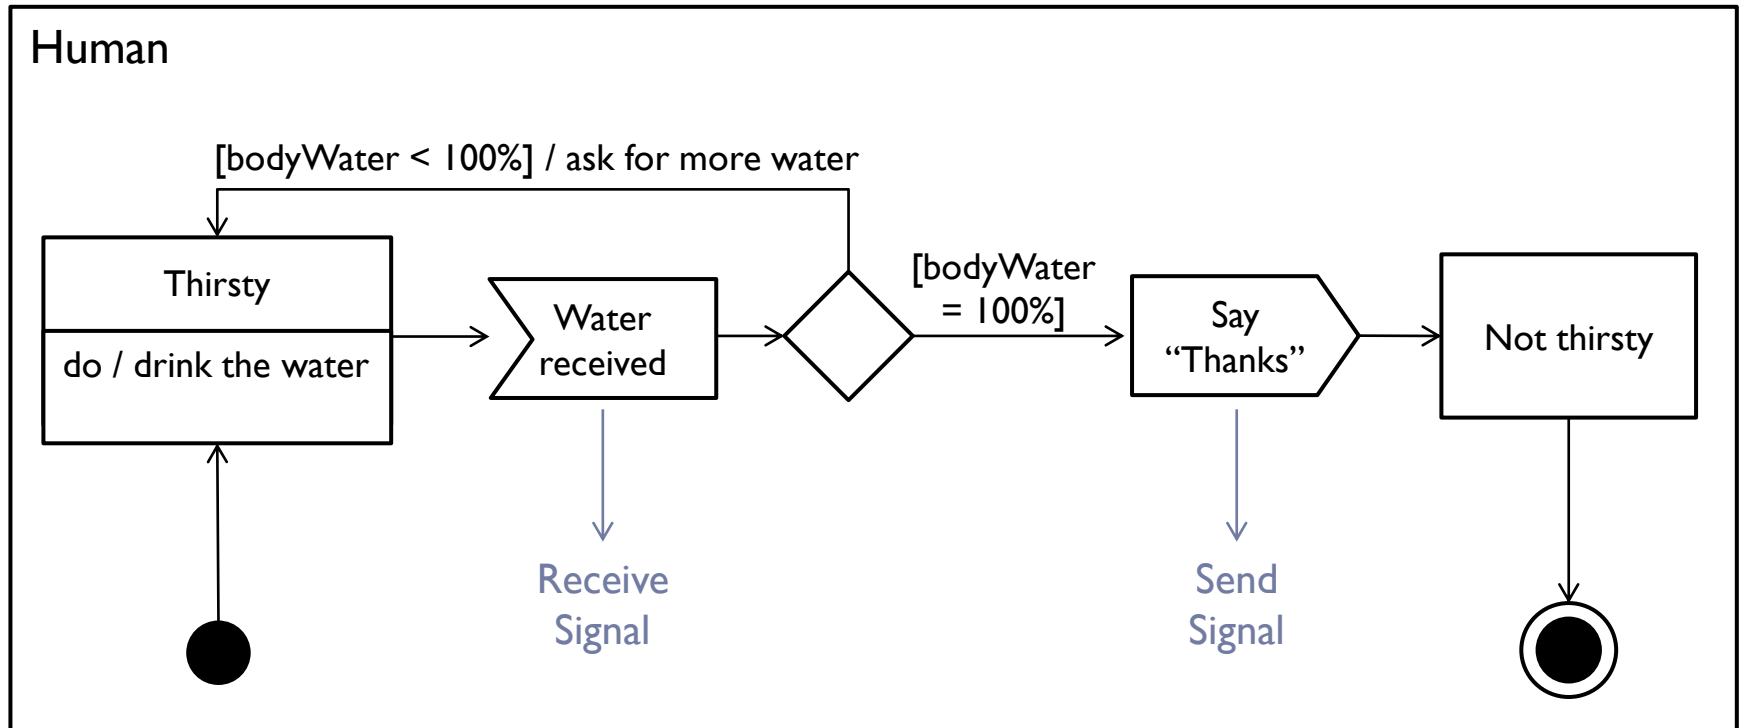 Human
[bodyWater < 100%] / ask for more water
Thirsty
do / drink the water
Water
received
[bodyWater
= 100%]
Say
“Thanks”
Not thirsty
Receive
Signal
Send
Signal